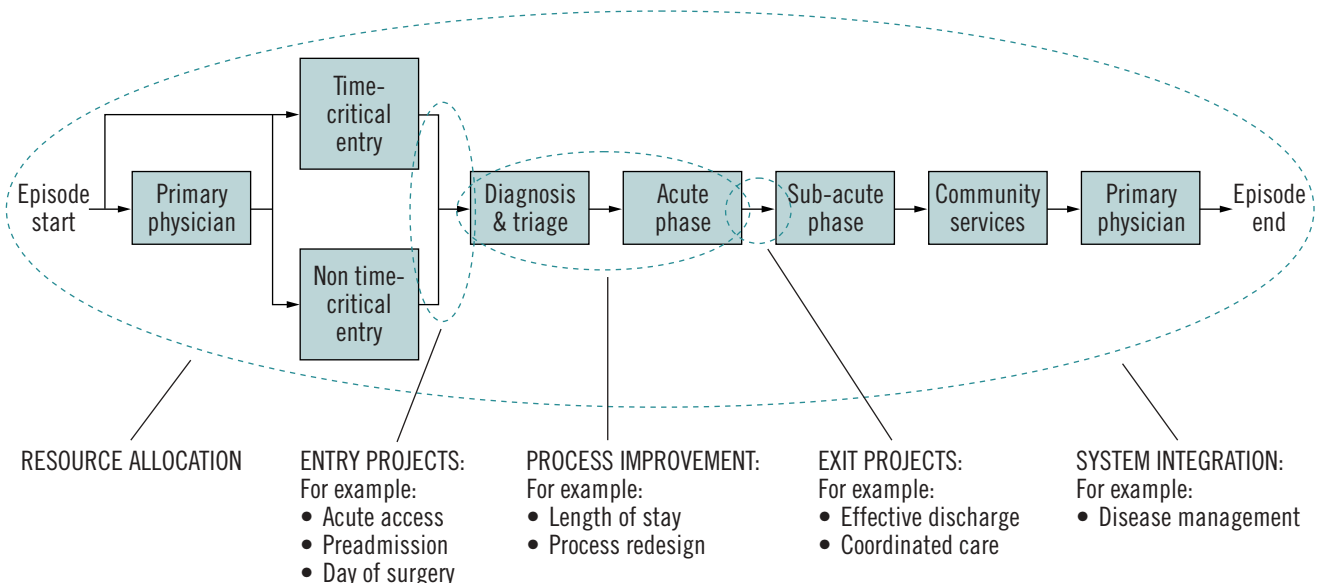 Time-
critical
entry
Episode
start
Primary
physician
Non time-
critical
entry
Diagnosis
& triage
Acute
phase
Sub-acute
phase
Community
services
Primary
physician
Episode
end
RESOURCE ALLOCATION
ENTRY PROJECTS:
For example:
• Acute access
• Preadmission
• Day of surgery
PROCESS IMPROVEMENT:
For example:
• Length of stay
• Process redesign
EXIT PROJECTS:
For example:
• Effective discharge
• Coordinated care
SYSTEM INTEGRATION:
For example:
• Disease management